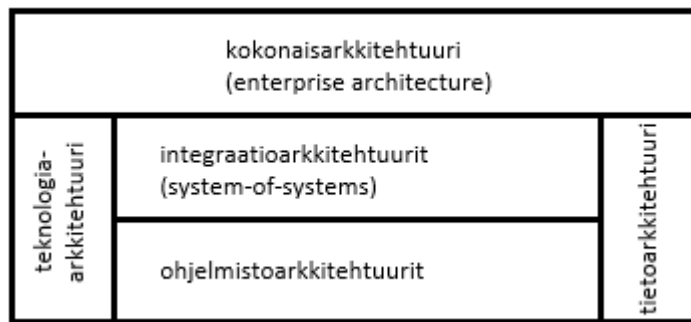 kokonaisarkkitehtuuri
(enterprise architecture)
teknologia-
arkkitehtuuri
integraatioarkkitehtuurit
(system-of-systems)
ohjelmistoarkkitehtuurit
tietoarkkitehtuuri